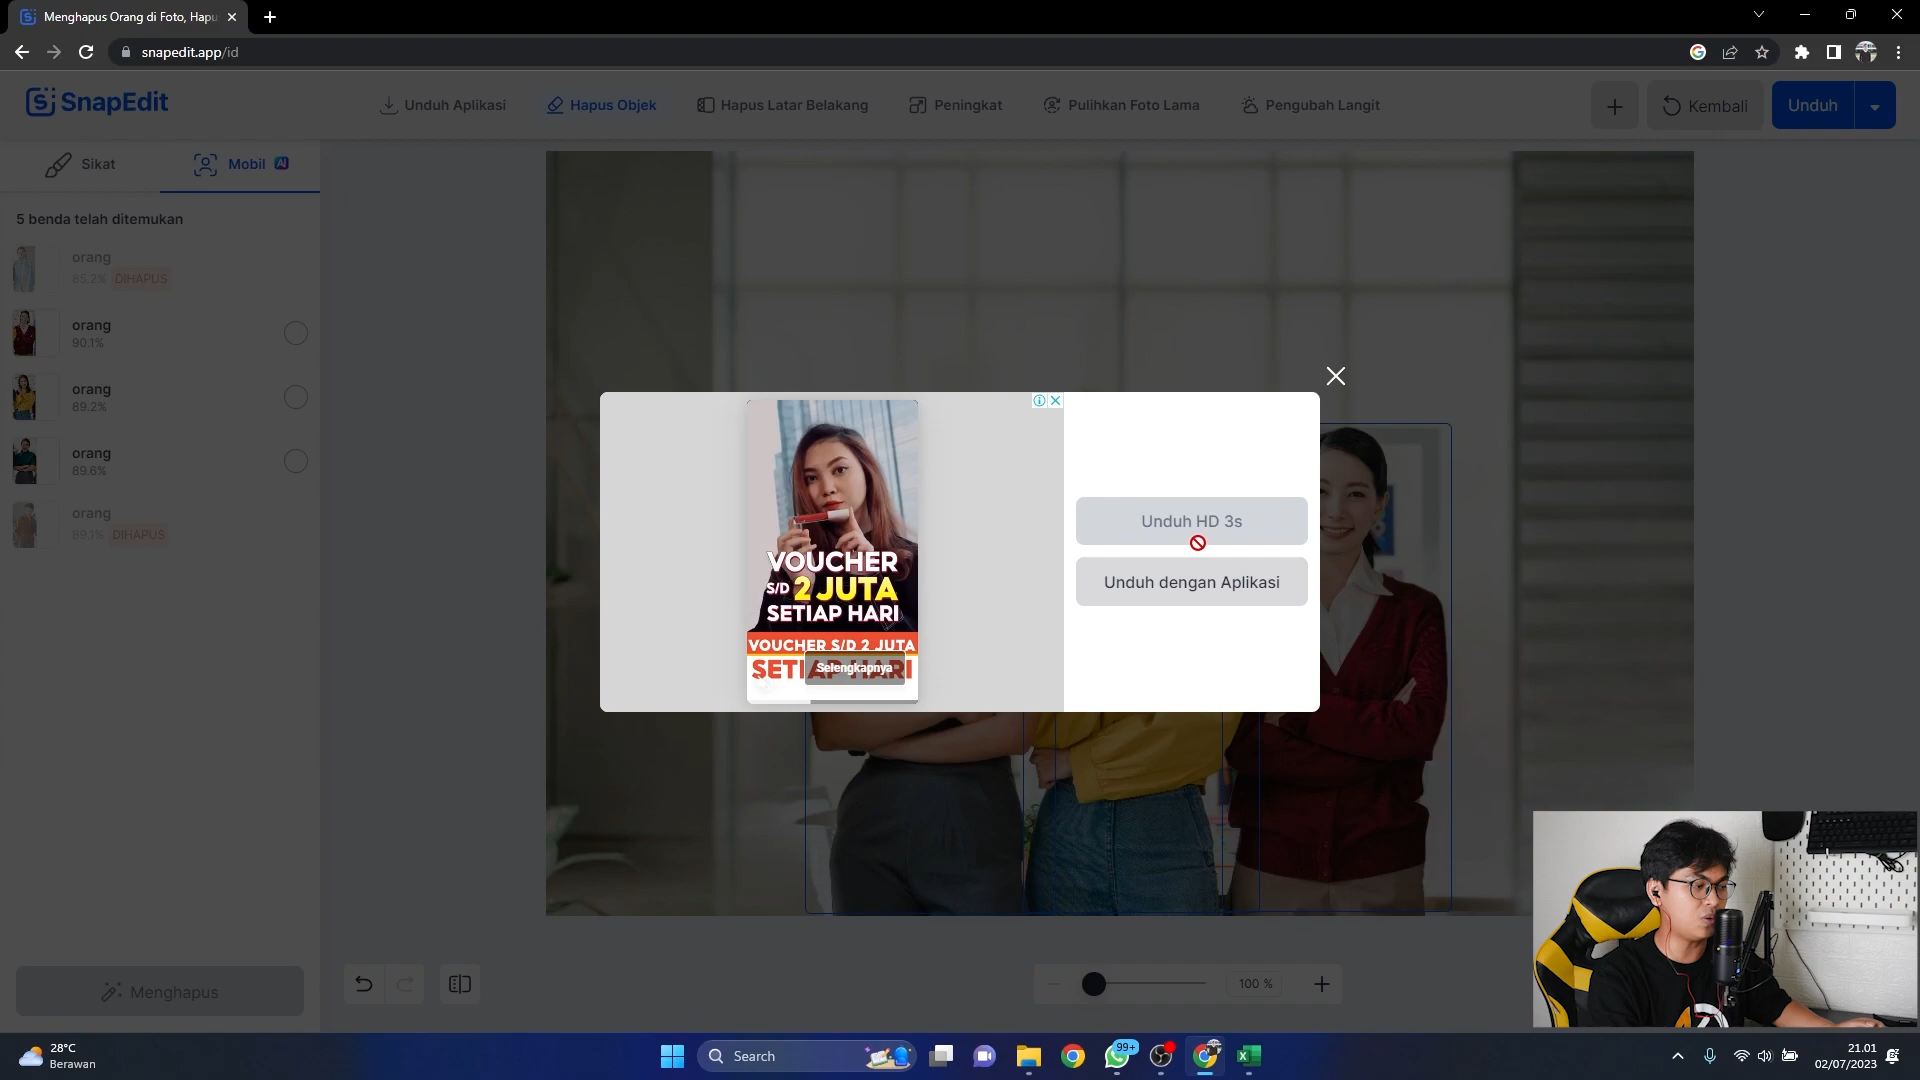 Menghapus Orang di Foto, Hapu
snapedit.app/id
SnapEdit
Unduh Aplikasi
Hapus Objek
Hapus Latar Belakang
Peningkat
Pulihkan Foto Lama
Pengubah Langit
Kembali
Unduh
Sikat
Mobil AI
5 benda telah ditemukan
orang
85.2% DIHAPUS
orang
90.1%
orang
89.2%
orang
89.6%
orang
89.1% DIHAPUS
VOUCHER
S/D 2 JUTA
SETIAP HARI
VOUCHER S/D 2 JUTA
SETIAP HARI
Selengkapnya
Unduh HD 3s
Unduh dengan Aplikasi
Menghapus
100 %
28°C
Berawan
Search
99+
21.01
02/07/2023